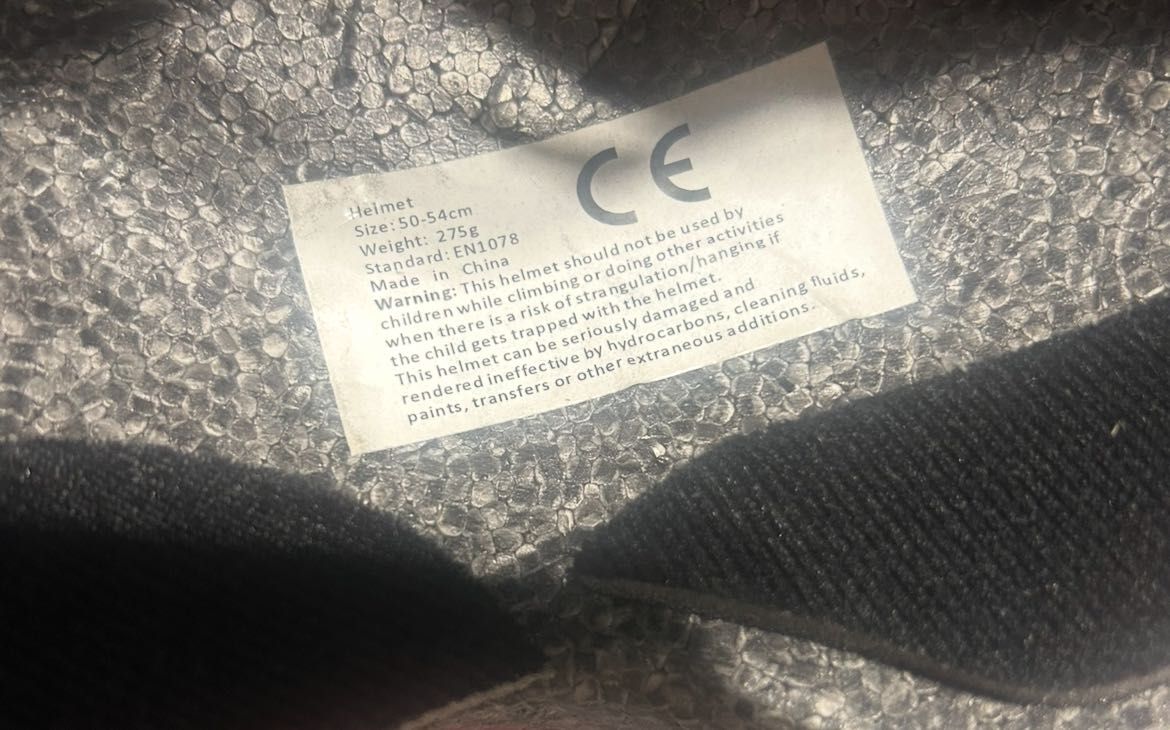 CE
Helmet
Size: 50-54cm
Weight: 275g
Standard: EN1078
Made in China
Warning: This helmet should not be used by
children while climbing or doing other activities
when there is a risk of strangulation/hanging if
the child gets trapped with the helmet.
This helmet can be seriously damaged and
rendered ineffective by hydrocarbons, cleaning fluids,
paints, transfers or other extraneous additions.